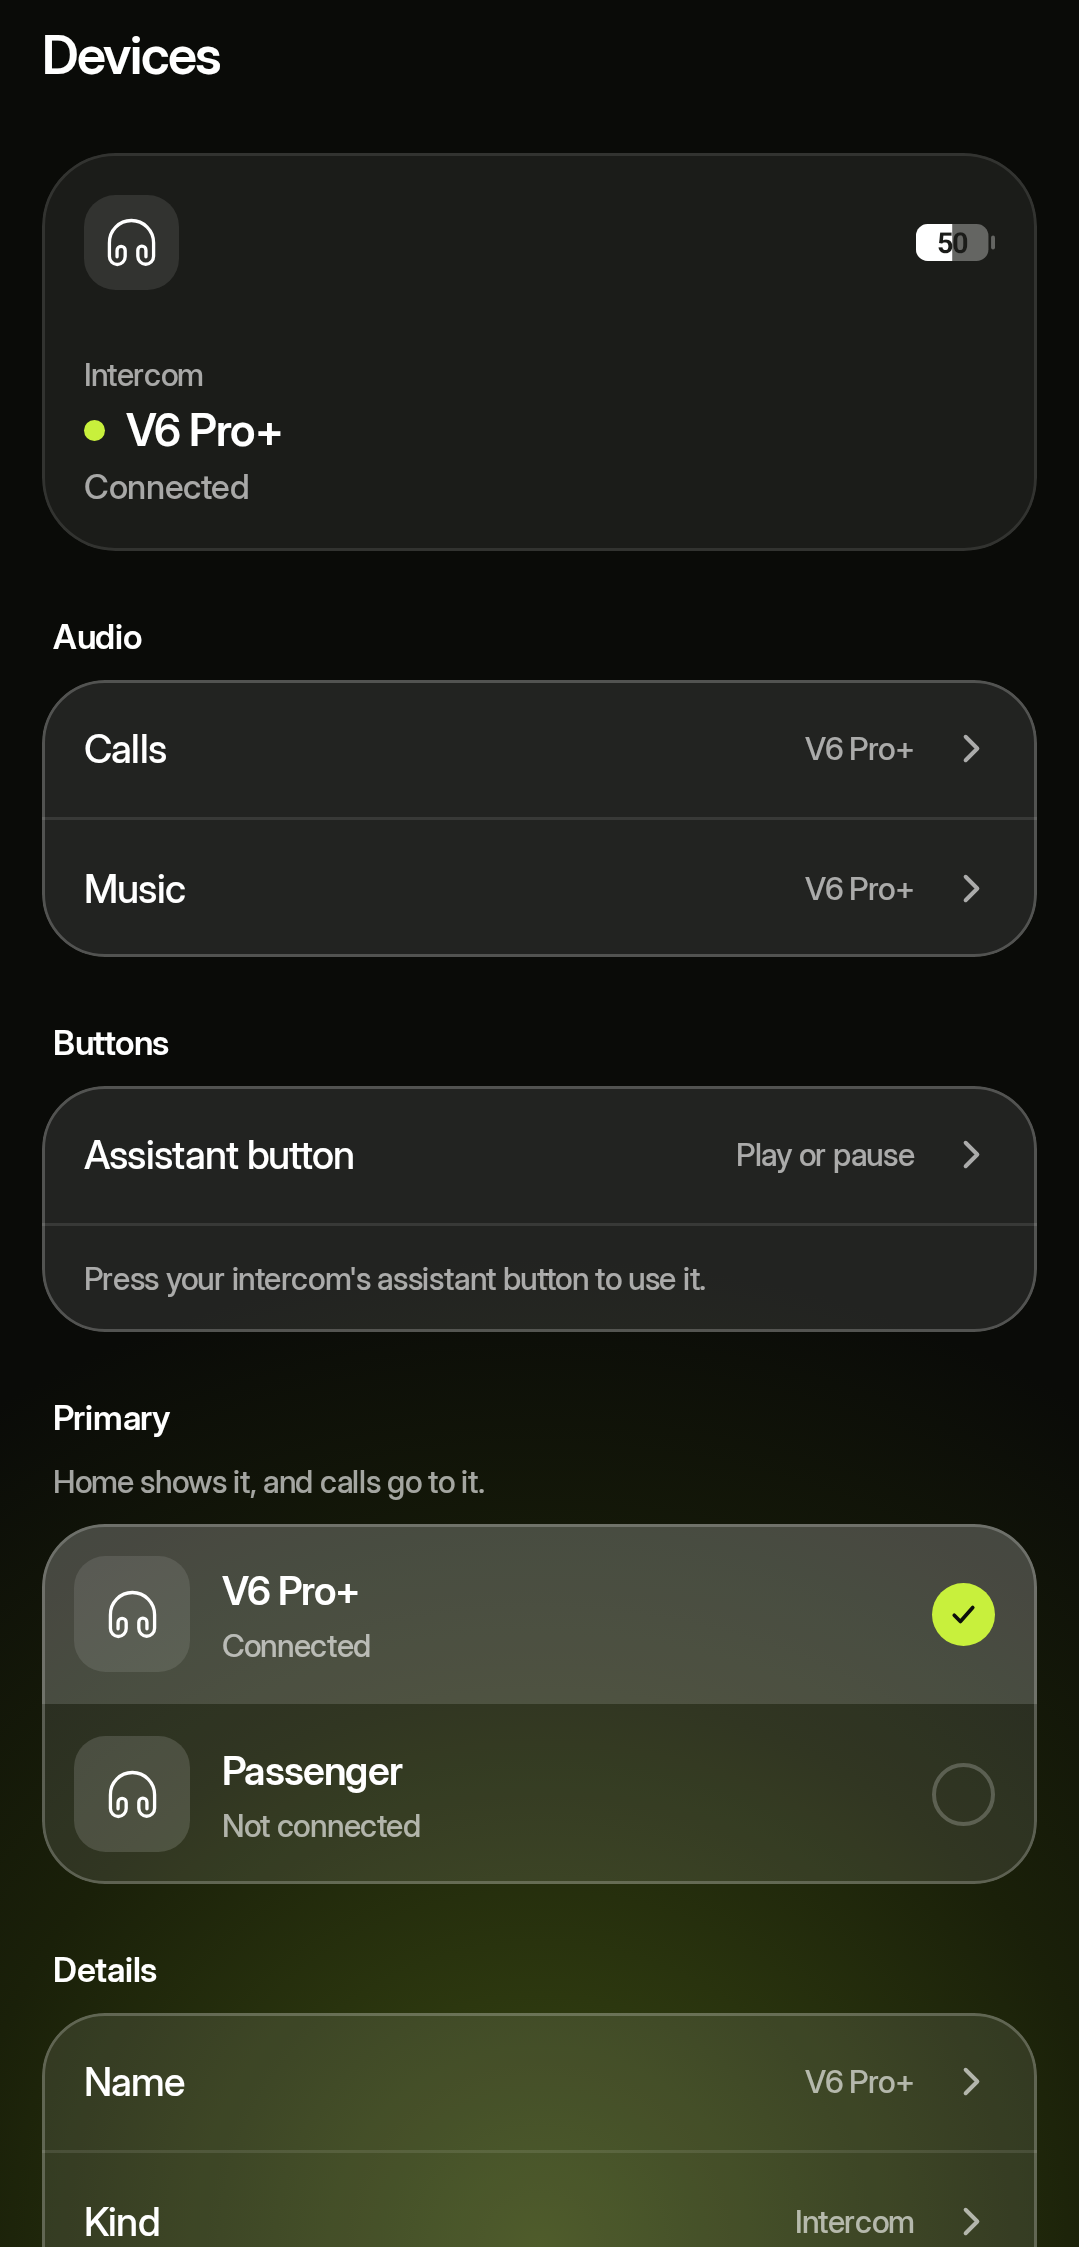 Devices
50
Intercom
V6 Pro+
Connected
Audio
Calls
V6 Pro+
Music
V6 Pro+
Buttons
Assistant button
Play or pause
Press your intercom's assistant button to use it.
Primary
Home shows it, and calls go to it.
V6 Pro+
Connected
Passenger
Not connected
Details
Name
V6 Pro+
Kind
Intercom